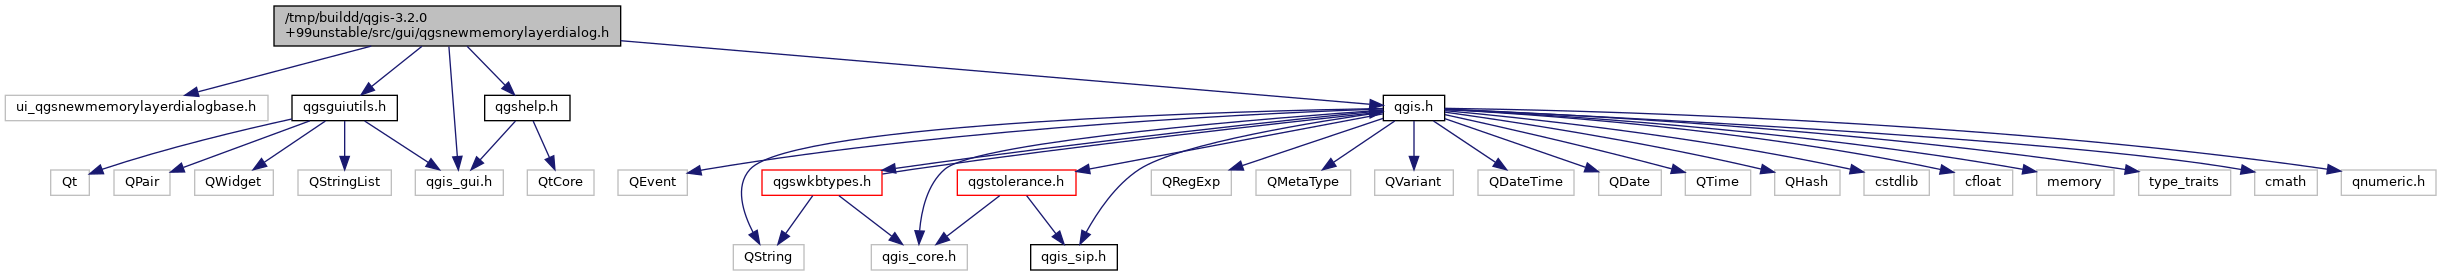 /tmp/buildd/qgis-3.2.0
+99unstable/src/gui/qgsnewmemorylayerdialog.h
ui_qgsnewmemorylayerdialogbase.h
qgsguiutils.h
qgshelp.h
qgis.h
Qt
QPair
QWidget
QStringList
qgis_gui.h
QtCore
QEvent
qgswkbtypes.h
qgstolerance.h
QRegExp
QMetaType
QVariant
QDateTime
QDate
QTime
QHash
cstdlib
cfloat
memory
type_traits
cmath
qnumeric.h
QString
qgis_core.h
qgis_sip.h